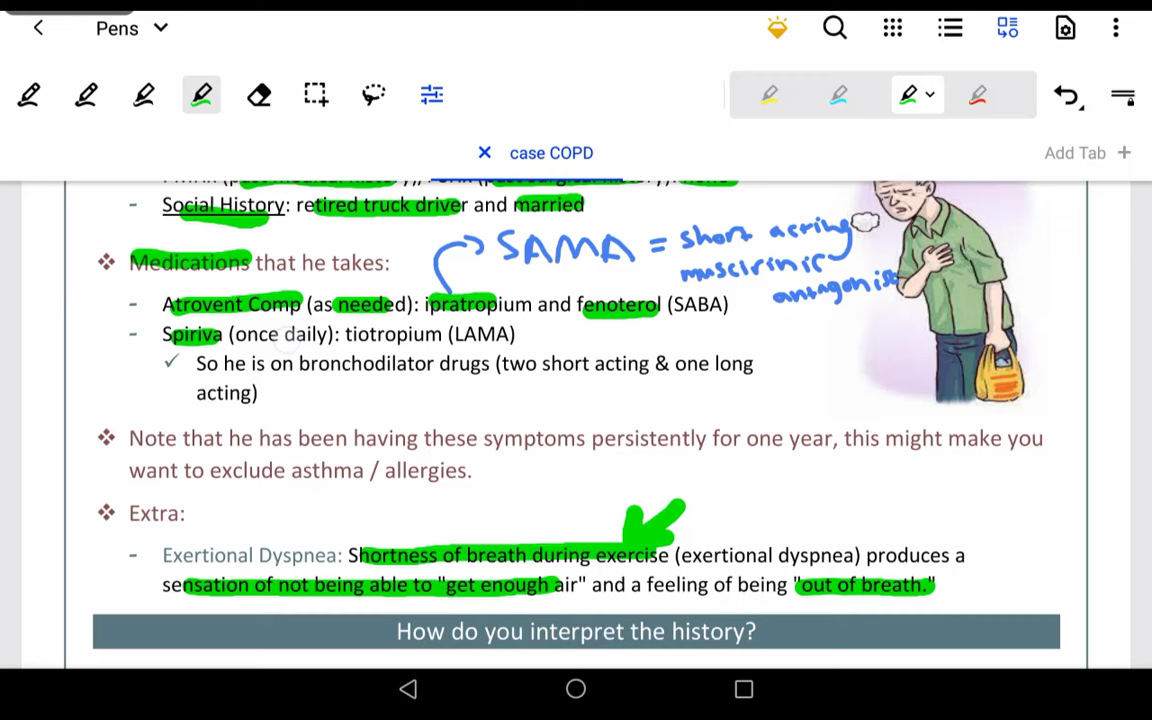 Pens
case COPD
Add Tab
Social History: retired truck driver and married
SAMA = short acting
muscirinic
antagonist
Medications that he takes:
Atrovent Comp (as needed): ipratropium and fenoterol (SABA)
Spiriva (once daily): tiotropium (LAMA)
So he is on bronchodilator drugs (two short acting & one long
acting)
Note that he has been having these symptoms persistently for one year, this might make you
want to exclude asthma / allergies.
Extra:
Exertional Dyspnea: Shortness of breath during exercise (exertional dyspnea) produces a
sensation of not being able to "get enough air" and a feeling of being "out of breath."
How do you interpret the history?